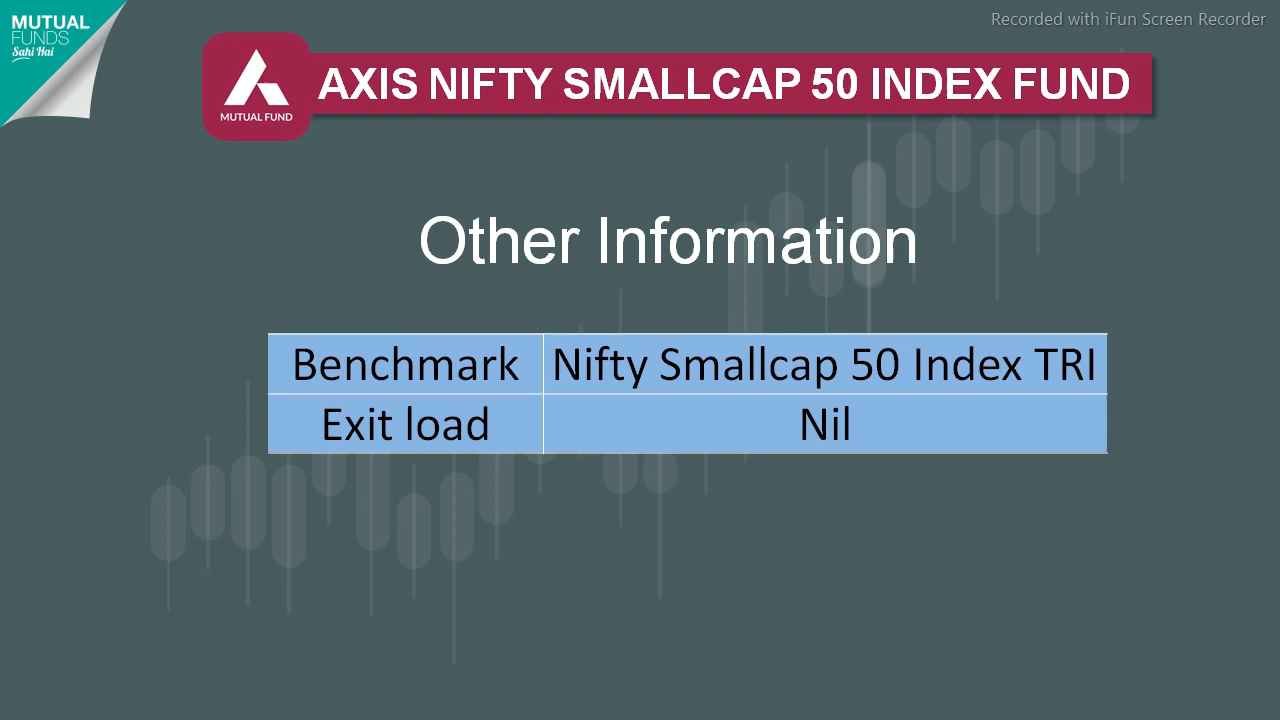 MUTUAL
FUNDS
Sahi Hai
Recorded with iFun Screen Recorder
MUTUAL FUND
AXIS NIFTY SMALLCAP 50 INDEX FUND
Other Information
Benchmark Nifty Smallcap 50 Index TRI
Exit load Nil